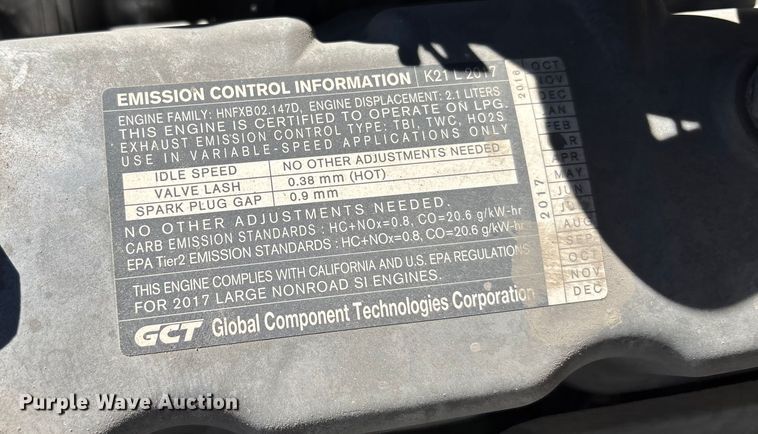 EMISSION CONTROL INFORMATION K21 L 2017
ENGINE FAMILY: HNFXB02.147D, ENGINE DISPLACEMENT: 2.1 LITERS
THIS ENGINE IS CERTIFIED TO OPERATE ON LPG.
EXHAUST EMISSION CONTROL TYPE: TBI, TWC, HO2S
USE IN VARIABLE-SPEED APPLICATIONS ONLY
IDLE SPEED NO OTHER ADJUSTMENTS NEEDED
VALVE LASH 0.38 mm (HOT)
SPARK PLUG GAP 0.9 mm
NO OTHER ADJUSTMENTS NEEDED.
CARB EMISSION STANDARDS : HC+NOx=0.8, CO=20.6 g/kW-hr
EPA Tier2 EMISSION STANDARDS : HC+NOx=0.8, CO=20.6 g/kW-hr
THIS ENGINE COMPLIES WITH CALIFORNIA AND U.S. EPA REGULATIONS
FOR 2017 LARGE NONROAD SI ENGINES.
GCT Global Component Technologies Corporation
2016
OCT
NOV
DEC
2017
JAN
FEB
MAR
APR
MAY
JUN
AUG
SEP
OCT
NOV
DEC
Purple Wave Auction